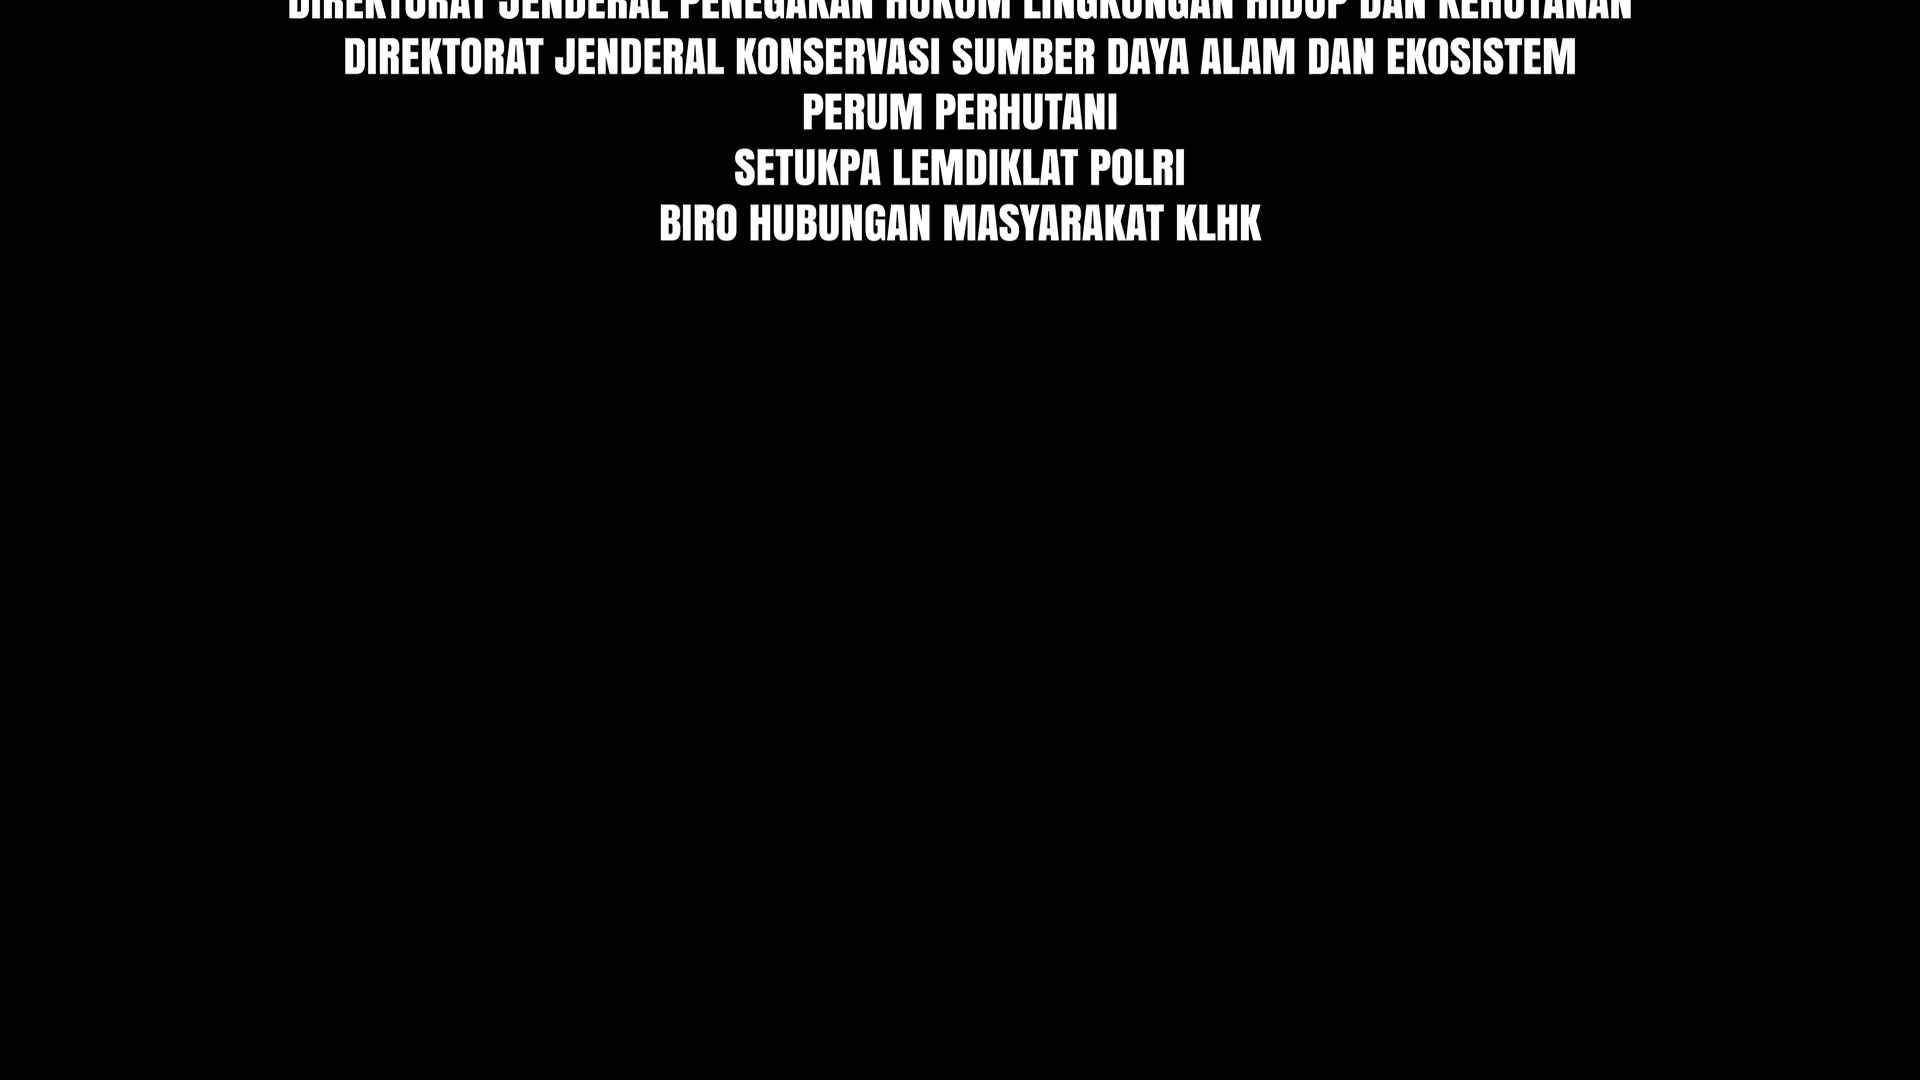 DIREKTORAT JENDERAL PENEGAKAN HUKUM LINGKUNGAN HIDUP DAN KEHUTANAN
DIREKTORAT JENDERAL KONSERVASI SUMBER DAYA ALAM DAN EKOSISTEM
PERUM PERHUTANI
SETUKPA LEMDIKLAT POLRI
BIRO HUBUNGAN MASYARAKAT KLHK